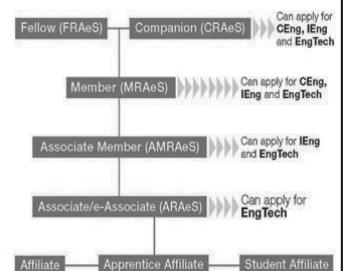 Fellow (FRAeS)
Companion (CRAeS)
Can apply for
CEng, IEng
and EngTech
Member (MRAeS)
Can apply for CEng,
IEng and EngTech
Associate Member (AMRAeS)
Can apply for IEng
and EngTech
Associate/e-Associate (ARAeS)
Can apply for
EngTech
Affiliate
Apprentice Affiliate
Student Affiliate